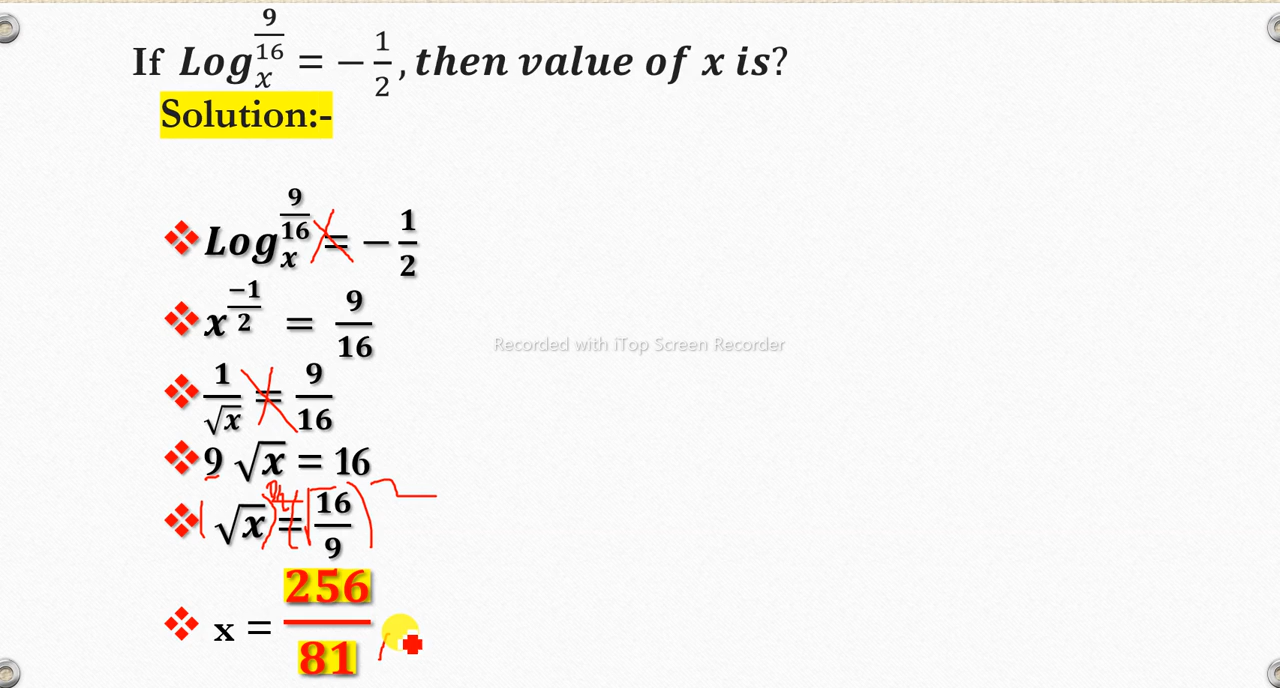 If Log_x^{9/16} = −1/2, then value of x is?
Solution:-
❖ Log_x^{9/16} = −1/2
❖ x^{−1/2} = 9/16
Recorded with iTop Screen Recorder
❖ 1/√x = 9/16
❖ 9 √x = 16
❖ √x = 16/9
❖ x = 256/81